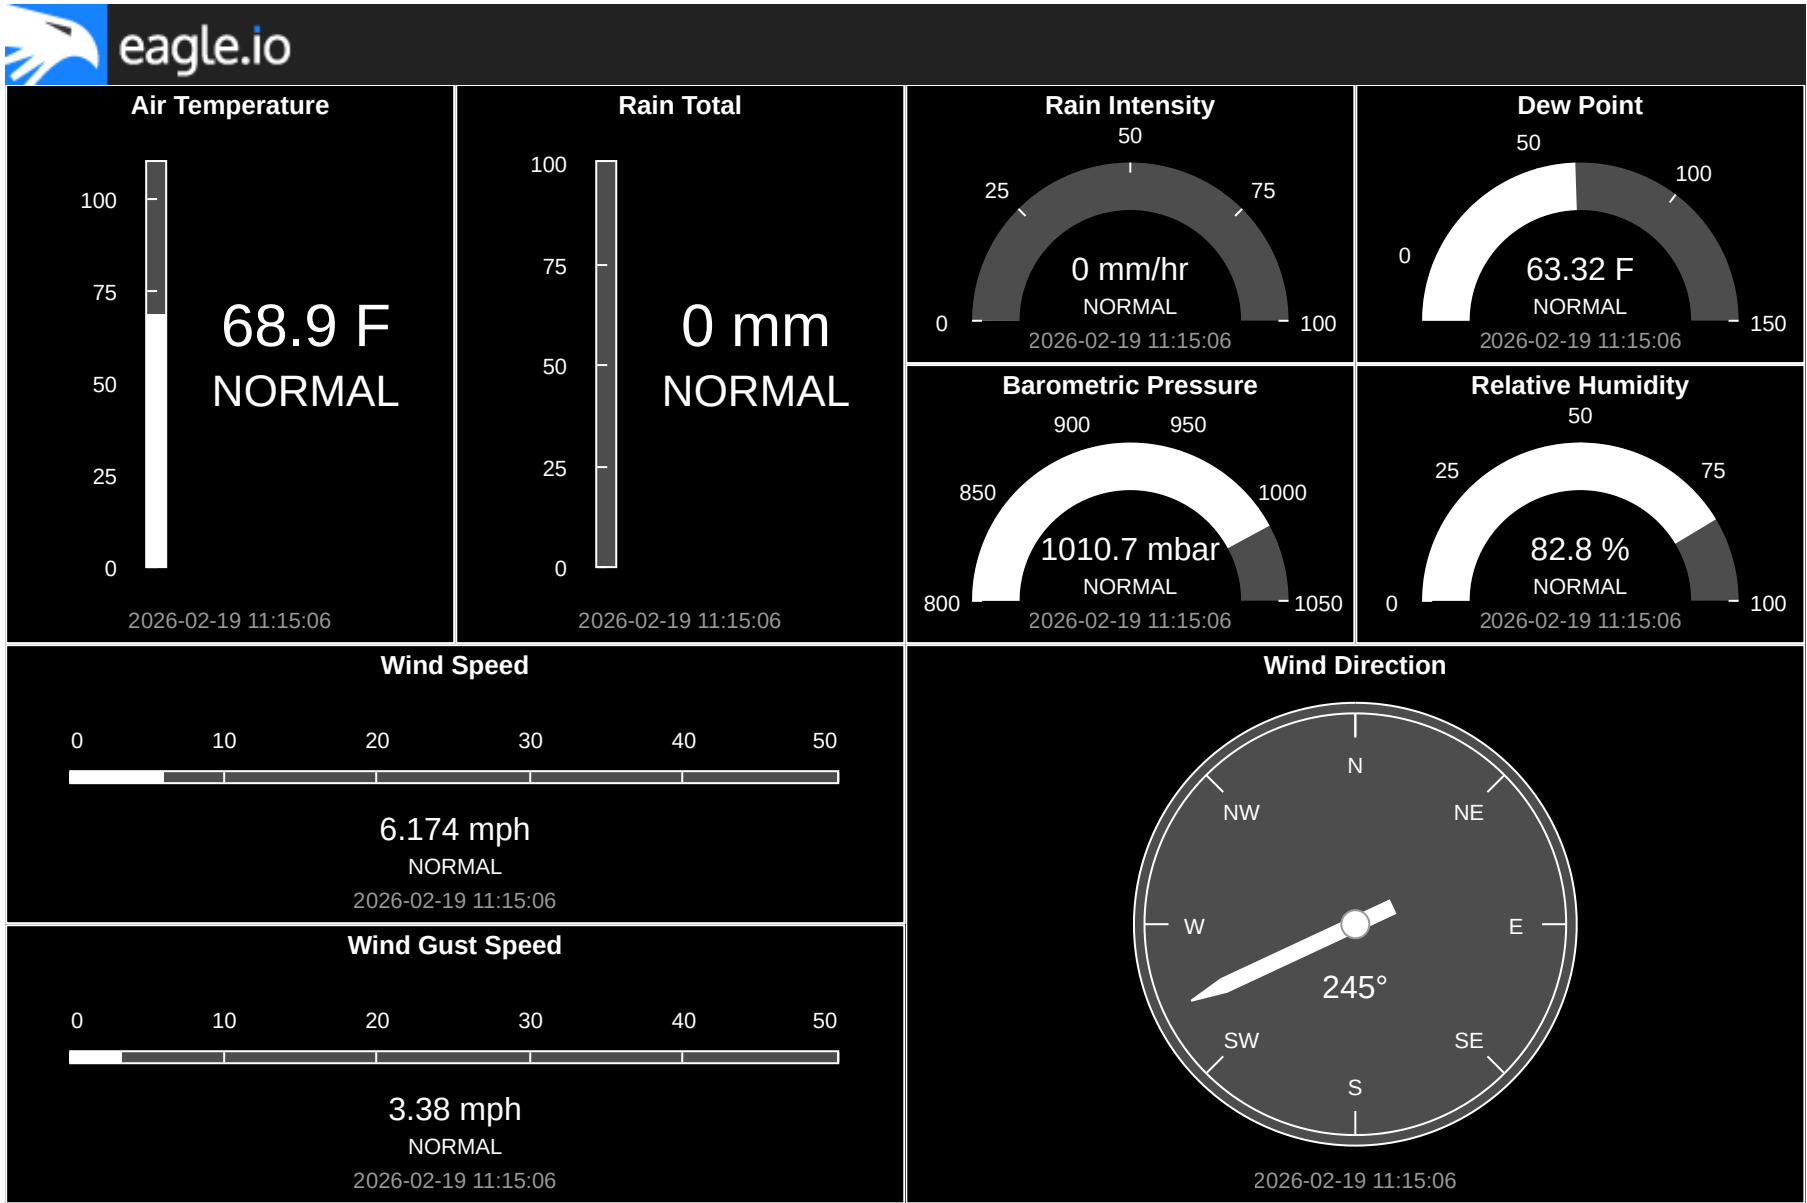 eagle.io
Air Temperature
100
75
50
25
0
68.9 F
NORMAL
2026-02-19 11:15:06
Rain Total
100
75
50
25
0
0 mm
NORMAL
2026-02-19 11:15:06
Rain Intensity
0
25
50
75
100
0 mm/hr
NORMAL
2026-02-19 11:15:06
Dew Point
0
50
100
150
63.32 F
NORMAL
2026-02-19 11:15:06
Barometric Pressure
800
850
900
950
1000
1050
1010.7 mbar
NORMAL
2026-02-19 11:15:06
Relative Humidity
0
25
50
75
100
82.8 %
NORMAL
2026-02-19 11:15:06
Wind Speed
0 10 20 30 40 50
6.174 mph
NORMAL
2026-02-19 11:15:06
Wind Gust Speed
0 10 20 30 40 50
3.38 mph
NORMAL
2026-02-19 11:15:06
Wind Direction
N
NW NE
W E
245°
SW SE
S
2026-02-19 11:15:06